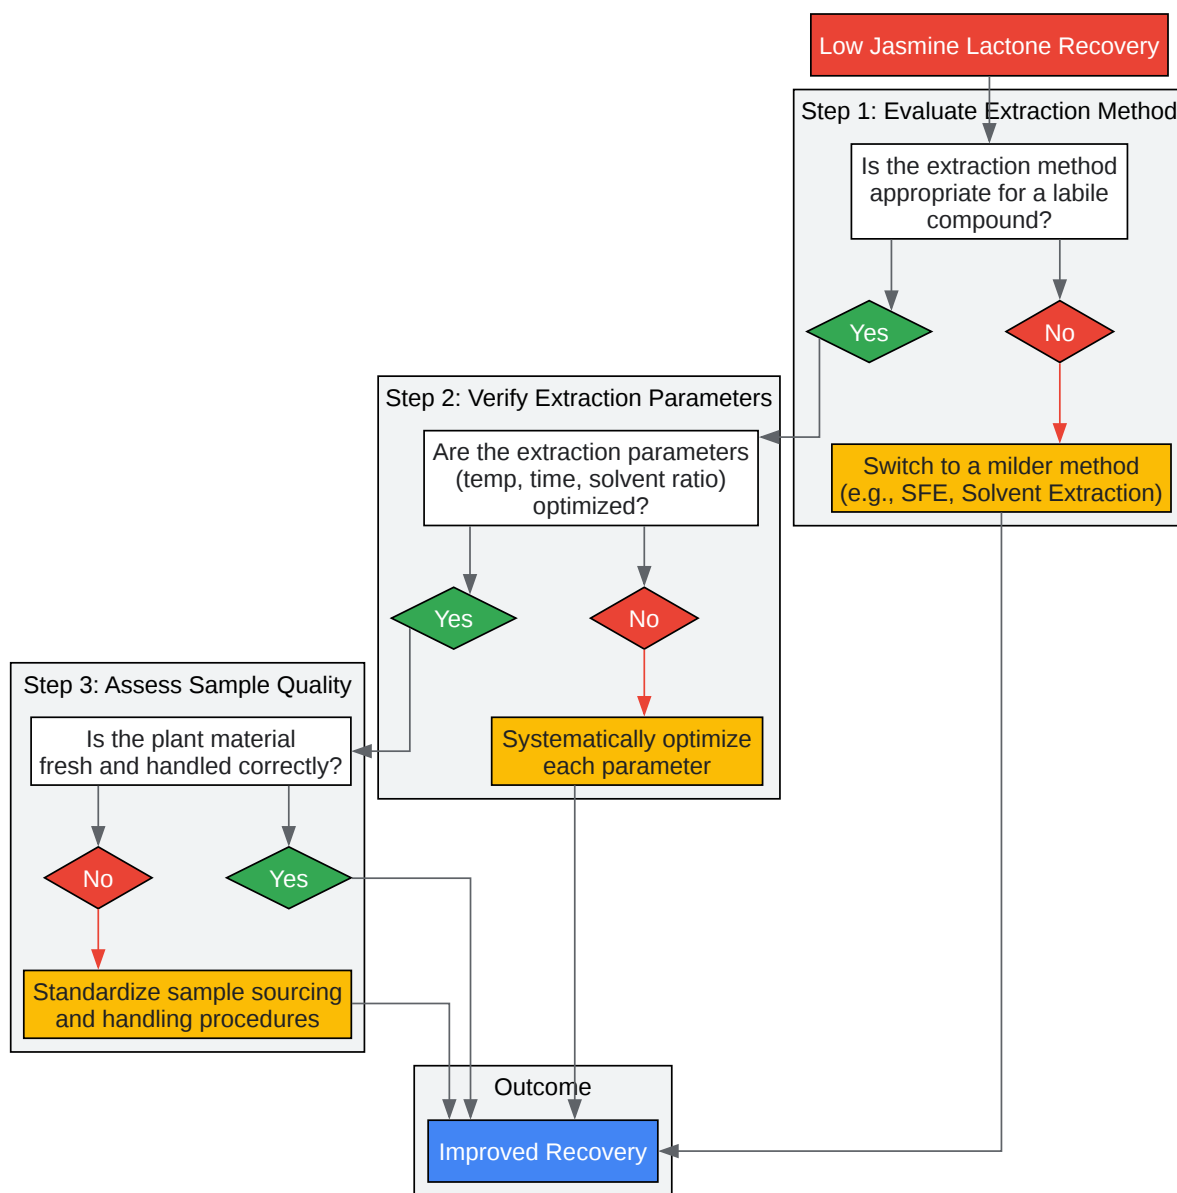 Low Jasmine Lactone Recovery
Step 1: Evaluate Extraction Method
Is the extraction method
appropriate for a labile
compound?
Yes
No
Switch to a milder method
(e.g., SFE, Solvent Extraction)
Step 2: Verify Extraction Parameters
Are the extraction parameters
(temp, time, solvent ratio)
optimized?
Yes
No
Systematically optimize
each parameter
Step 3: Assess Sample Quality
Is the plant material
fresh and handled correctly?
No
Yes
Standardize sample sourcing
and handling procedures
Outcome
Improved Recovery